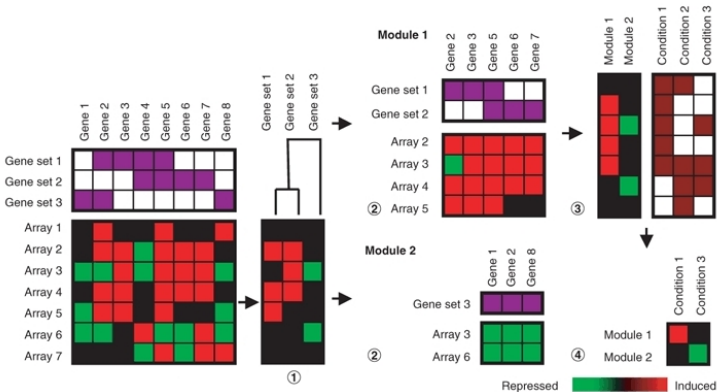 Module 1
Gene 2
Gene 3
Gene 5
Gene 6
Gene 7
Module 1
Module 2
Condition 1
Condition 2
Condition 3
Gene set 1
Gene set 2
Gene set 3
Gene 1
Gene 2
Gene 3
Gene 4
Gene 5
Gene 6
Gene 7
Gene 8
Gene set 1
Gene set 2
Gene set 1
Gene set 2
Gene set 3
Array 2
Array 3
Array 4
Array 5
②
③
Array 1
Array 2
Array 3
Array 4
Array 5
Array 6
Array 7
①
Module 2
Gene 1
Gene 2
Gene 8
Gene set 3
Array 3
Array 6
②
Condition 1
Condition 3
Module 1
Module 2
④
Repressed
Induced